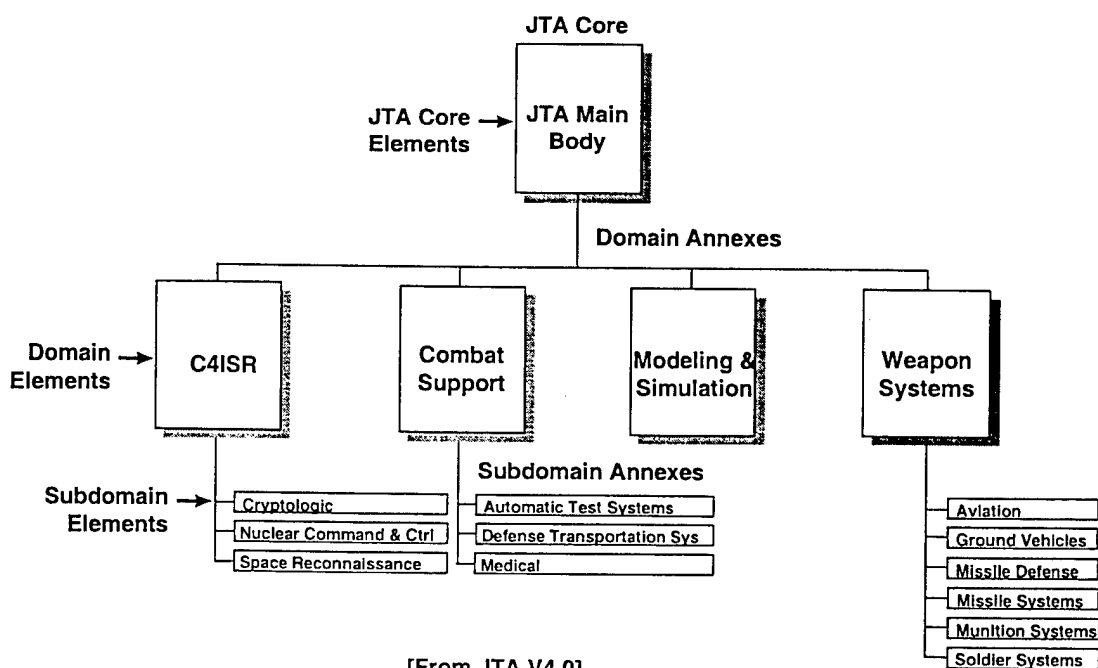 JTA Core
JTA Core
Elements
JTA Main
Body
Domain Annexes
Domain
Elements
C4ISR
Combat
Support
Modeling &
Simulation
Weapon
Systems
Subdomain Annexes
Subdomain
Elements
Cryptologic
Nuclear Command & Ctrl
Space Reconnaissance
Automatic Test Systems
Defense Transportation Sys
Medical
Aviation
Ground Vehicles
Missile Defense
Missile Systems
Munition Systems
Soldier Systems
[From JTA V4.0]